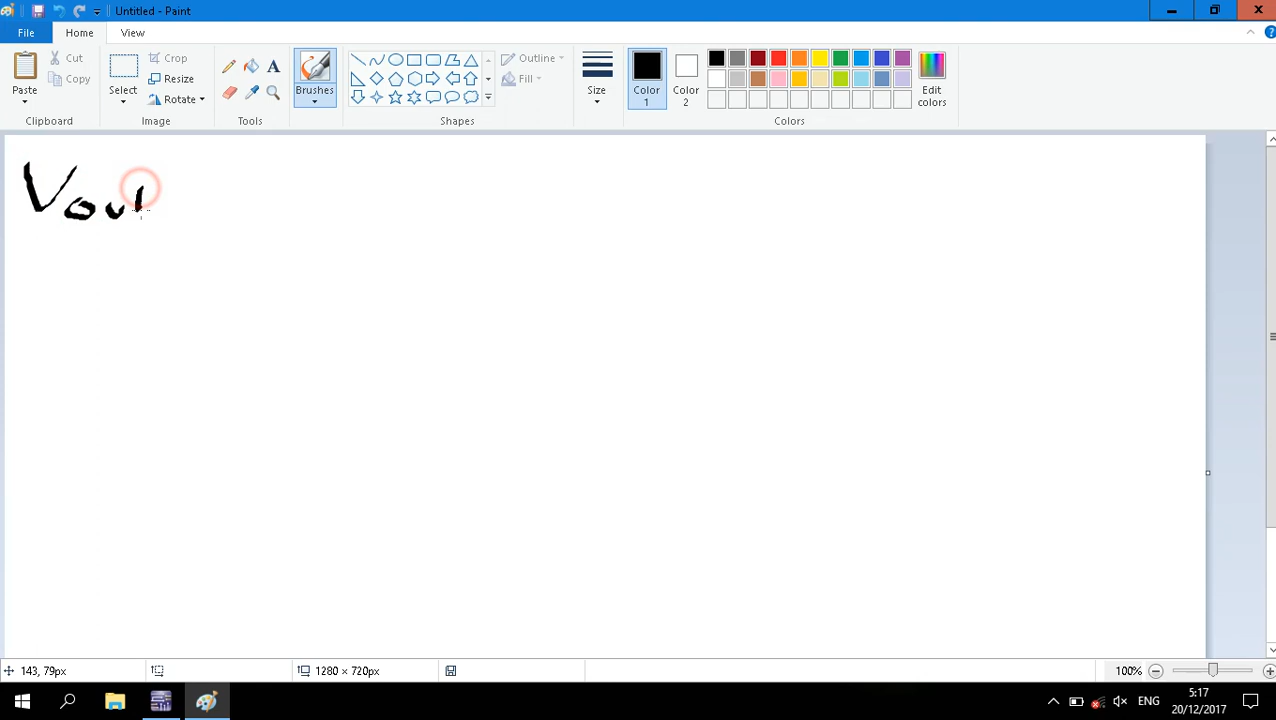 Untitled - Paint
File Home View
Paste Cut Copy Clipboard
Select Crop Resize Rotate Image
Tools
Brushes
Outline Fill Shapes
Size
Color 1 Color 2 Edit colors Colors
Vou
143, 79px 1280 × 720px 100%
ENG 5:17 20/12/2017